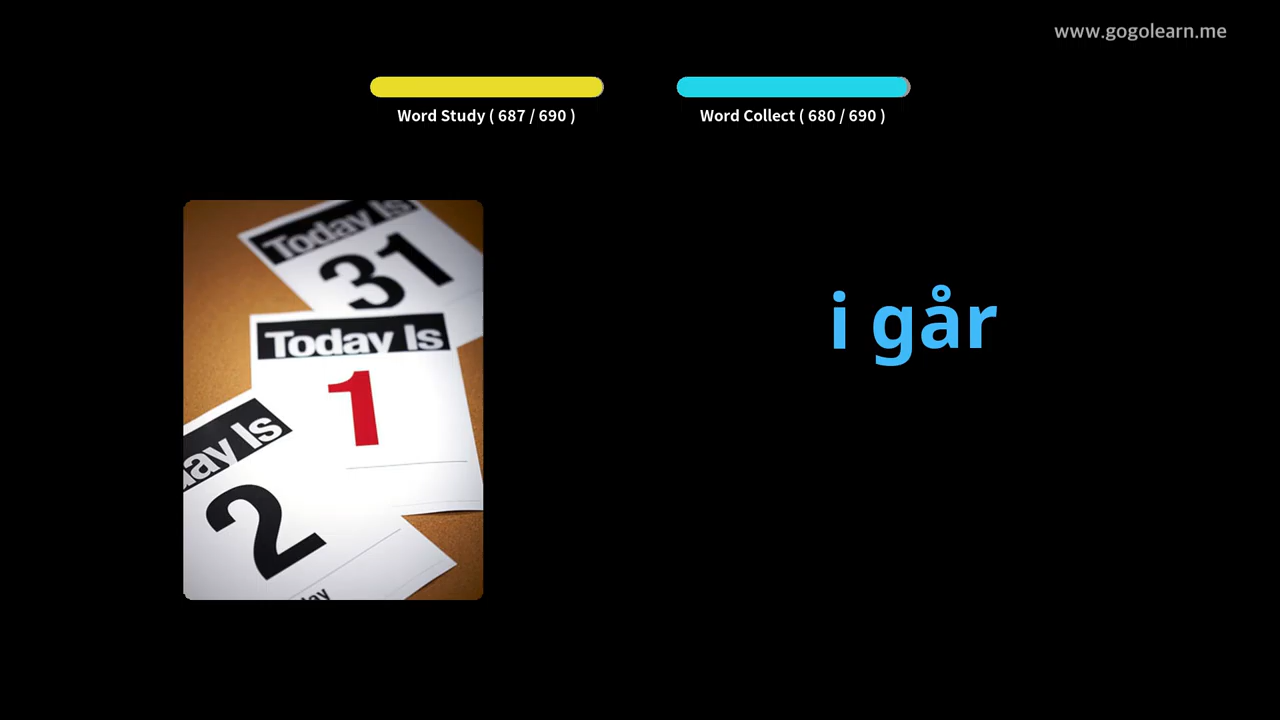 www.gogolearn.me
Word Study ( 687 / 690 )
Word Collect ( 680 / 690 )
Today Is
31
Today Is
1
ay Is
2
i går